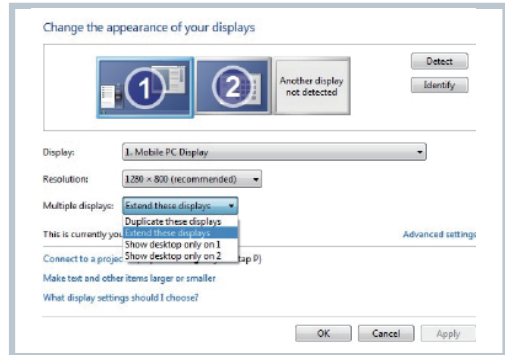 Change the appearance of your displays
1
2
Another display
not detected
Detect
Identify
Display: 1. Mobile PC Display
Resolution: 1280 × 800 (recommended)
Multiple displays: Extend these displays
Duplicate these displays
Extend these displays
Show desktop only on 1
Show desktop only on 2
This is currently
Advanced settings
Connect to a tap P)
Make text and other items larger or smaller
What display settings should I choose?
OK Cancel Apply